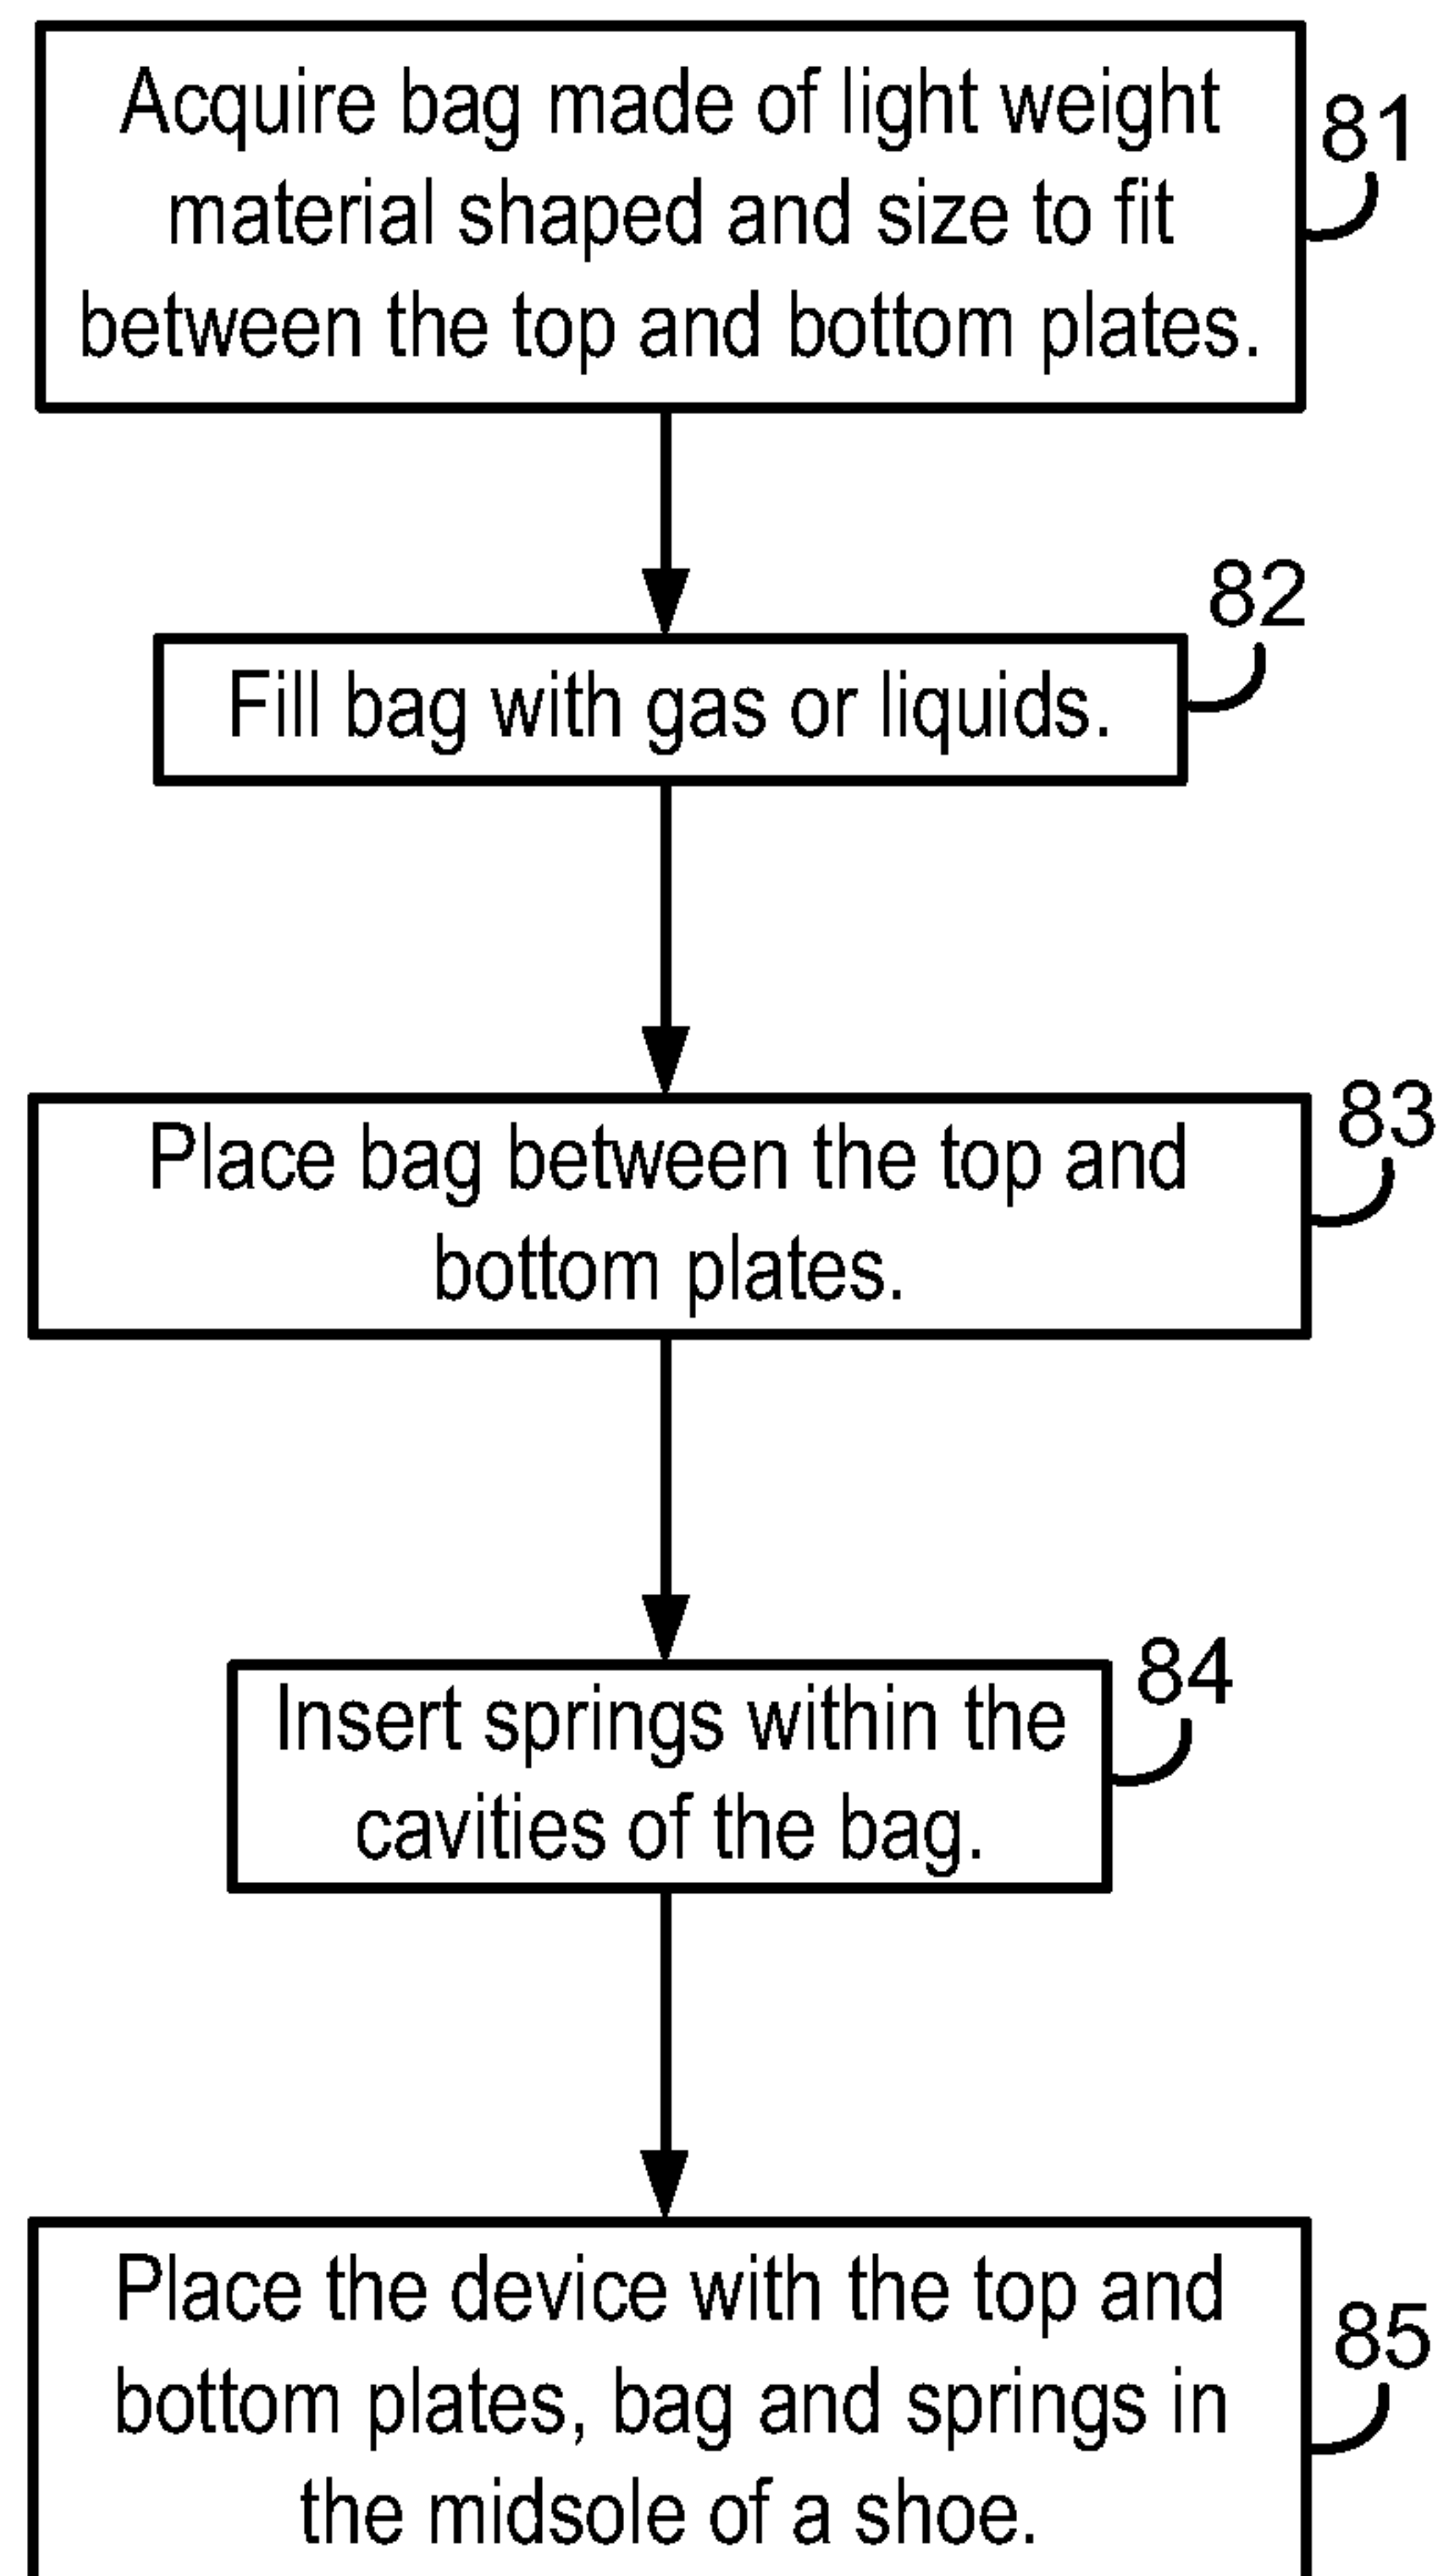 Acquire bag made of light weight
material shaped and size to fit
between the top and bottom plates.
81
Fill bag with gas or liquids.
82
Place bag between the top and
bottom plates.
83
Insert springs within the
cavities of the bag.
84
Place the device with the top and
bottom plates, bag and springs in
the midsole of a shoe.
85